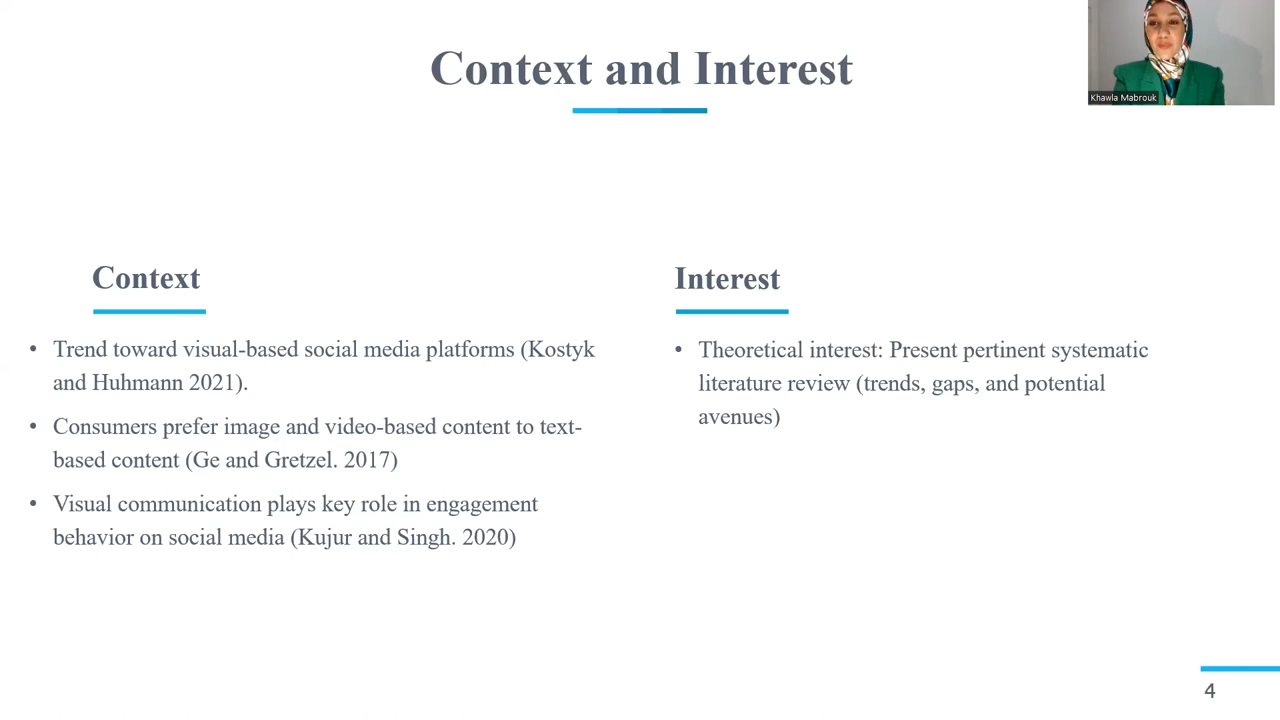 Context and Interest
Khawla Mabrouk
Context
• Trend toward visual-based social media platforms (Kostyk
and Huhmann 2021).
• Consumers prefer image and video-based content to text-
based content (Ge and Gretzel. 2017)
• Visual communication plays key role in engagement
behavior on social media (Kujur and Singh. 2020)
Interest
• Theoretical interest: Present pertinent systematic
literature review (trends, gaps, and potential
avenues)
4